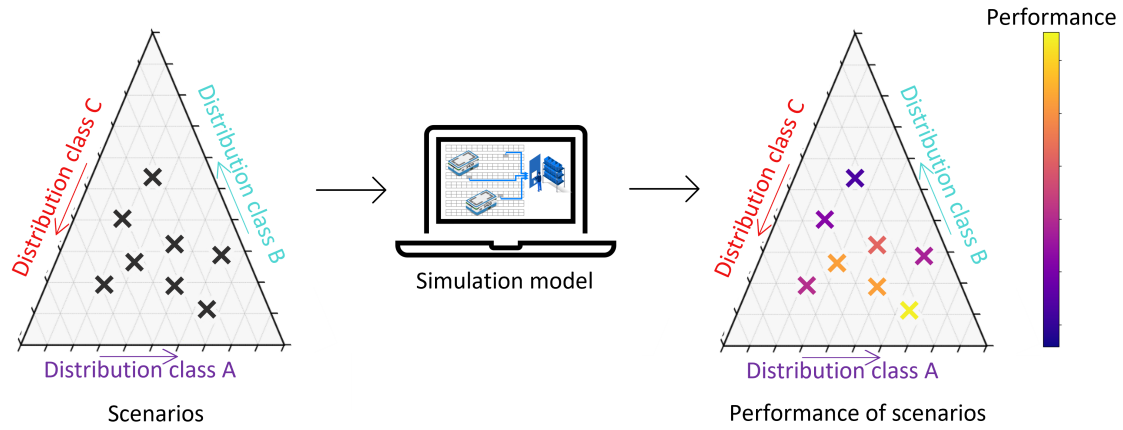 Performance
Distribution class C
Distribution class B
Distribution class C
Distribution class B
Simulation model
Distribution class A
Distribution class A
Scenarios
Performance of scenarios